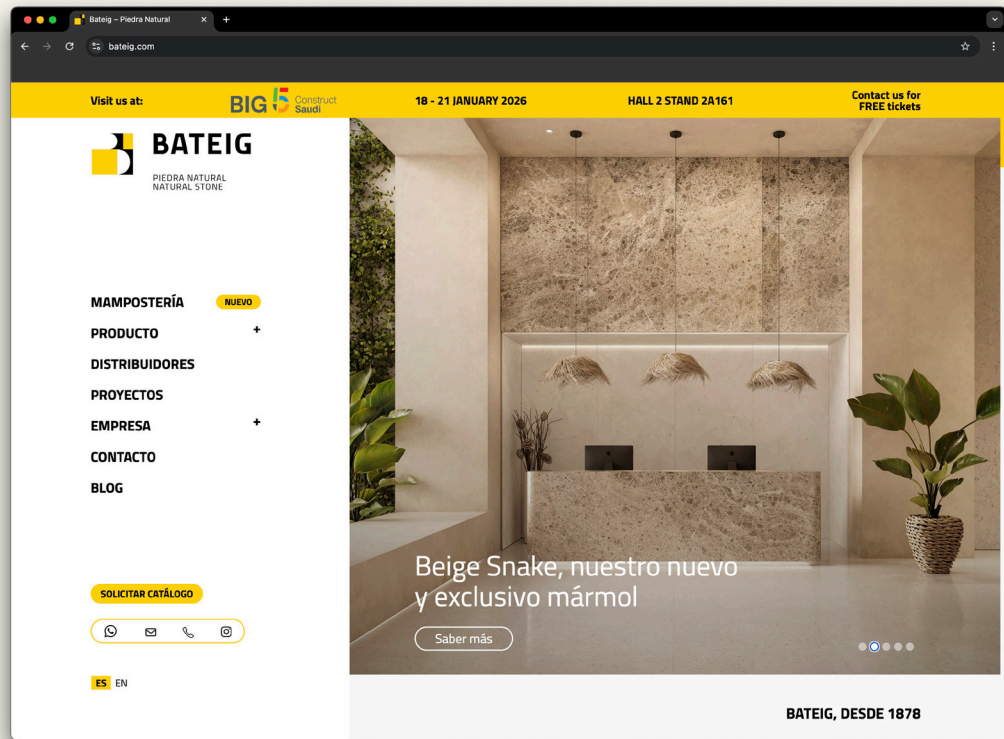 Bateig – Piedra Natural
bateig.com
Visit us at:
BIG 5 Construct Saudi
18 - 21 JANUARY 2026
HALL 2 STAND 2A161
Contact us for
FREE tickets
BATEIG
PIEDRA NATURAL
NATURAL STONE
MAMPOSTERÍA NUEVO
PRODUCTO +
DISTRIBUIDORES
PROYECTOS
EMPRESA +
CONTACTO
BLOG
SOLICITAR CATÁLOGO
ES EN
Beige Snake, nuestro nuevo
y exclusivo mármol
Saber más
BATEIG, DESDE 1878